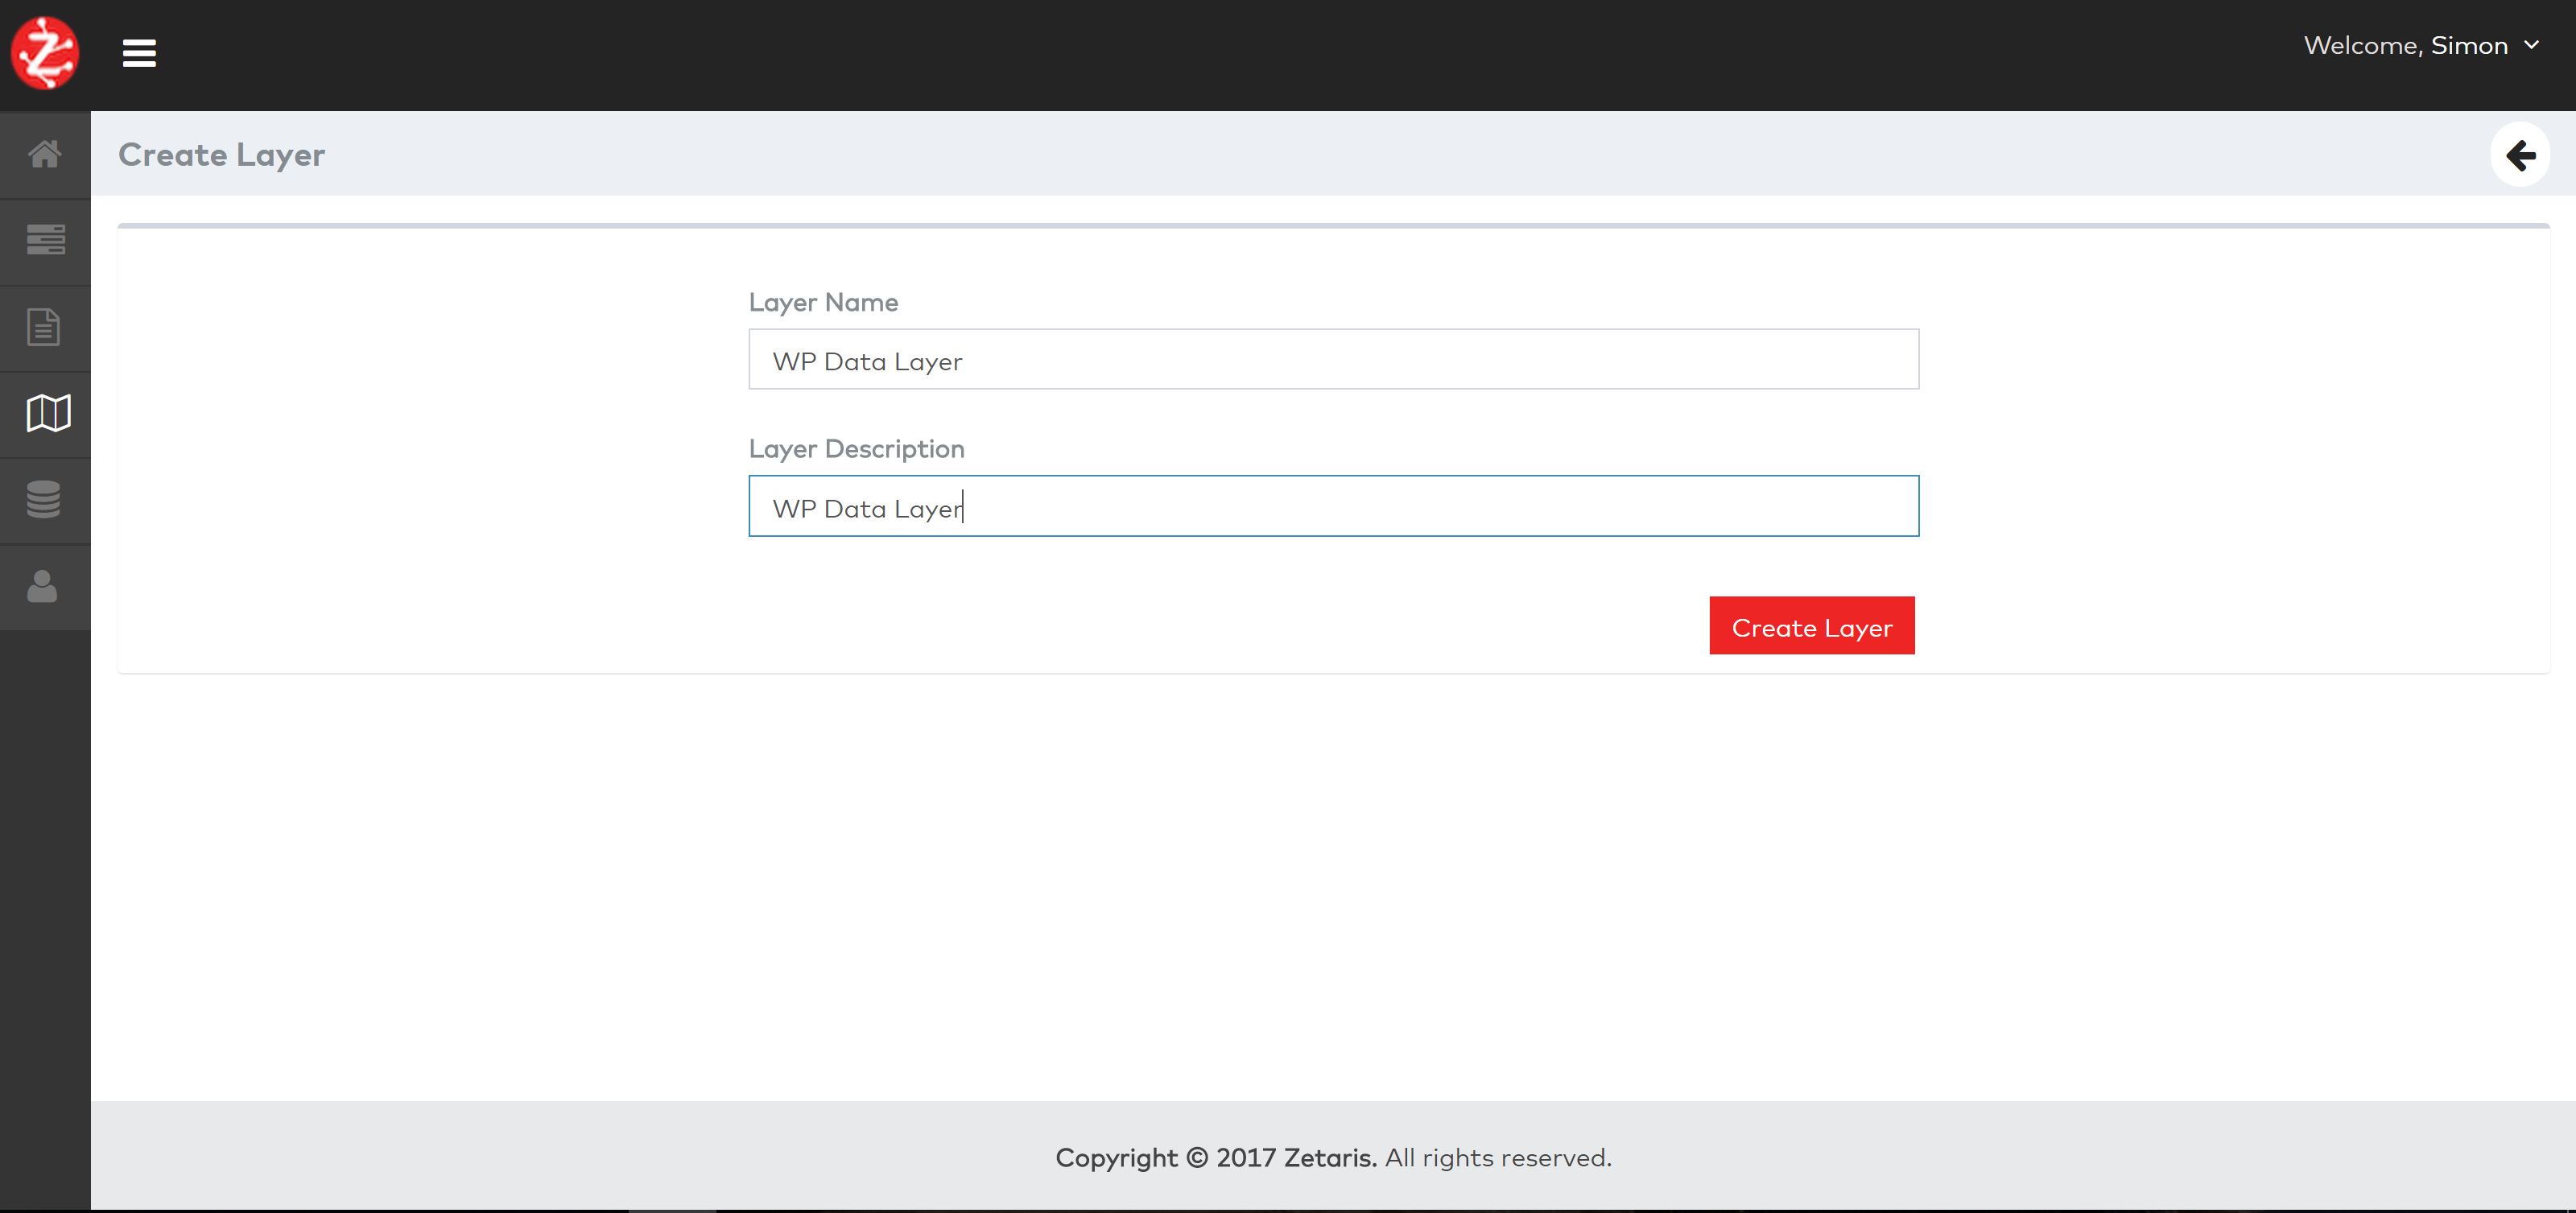 Welcome, Simon
Create Layer
Layer Name
WP Data Layer
Layer Description
WP Data Layer
Create Layer
Copyright © 2017 Zetaris. All rights reserved.